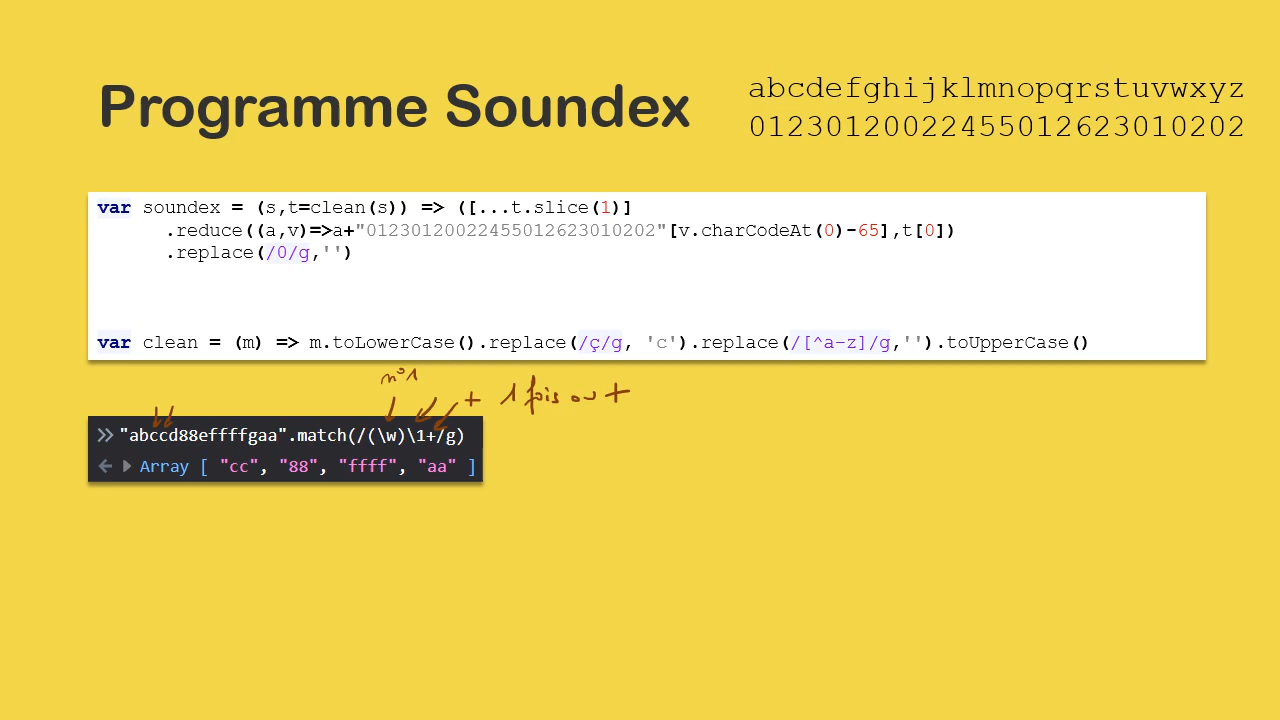 Programme Soundex
abcdefghijklmnopqrstuvwxyz
01230120022455012623010202
var soundex = (s,t=clean(s)) => ([...t.slice(1)]
.reduce((a,v)=>a+"01230120022455012623010202"[v.charCodeAt(0)-65],t[0])
.replace(/0/g,'')
var clean = (m) => m.toLowerCase().replace(/ç/g, 'c').replace(/[^a-z]/g,'').toUpperCase()
n°1
+ 1 fois ou +
"abccd88effffgaa".match(/(\w)\1+/g)
Array [ "cc", "88", "ffff", "aa" ]